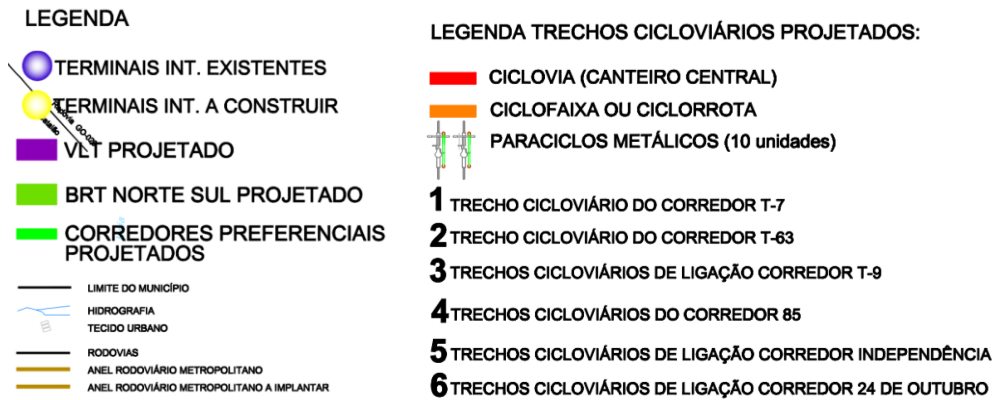 LEGENDA
TERMINAIS INT. EXISTENTES
TERMINAIS INT. A CONSTRUIR
VLT PROJETADO
BRT NORTE SUL PROJETADO
CORREDORES PREFERENCIAIS
PROJETADOS
LIMITE DO MUNICÍPIO
HIDROGRAFIA
TECIDO URBANO
RODOVIAS
ANEL RODOVIÁRIO METROPOLITANO
ANEL RODOVIÁRIO METROPOLITANO A IMPLANTAR
LEGENDA TRECHOS CICLOVIÁRIOS PROJETADOS:
CICLOVIA (CANTEIRO CENTRAL)
CICLOFAIXA OU CICLORROTA
PARACICLOS METÁLICOS (10 unidades)
1 TRECHO CICLOVIÁRIO DO CORREDOR T-7
2 TRECHO CICLOVIÁRIO DO CORREDOR T-63
3 TRECHOS CICLOVIÁRIOS DE LIGAÇÃO CORREDOR T-9
4 TRECHOS CICLOVIÁRIOS DO CORREDOR 85
5 TRECHOS CICLOVIÁRIOS DE LIGAÇÃO CORREDOR INDEPENDÊNCIA
6 TRECHOS CICLOVIÁRIOS DE LIGAÇÃO CORREDOR 24 DE OUTUBRO